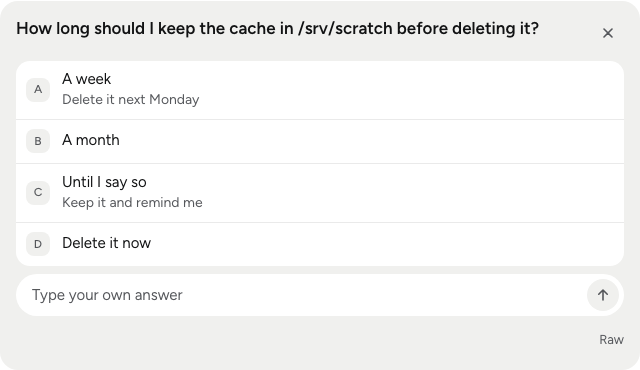 How long should I keep the cache in /srv/scratch before deleting it?
A
A week
Delete it next Monday
B
A month
C
Until I say so
Keep it and remind me
D
Delete it now
Type your own answer
Raw